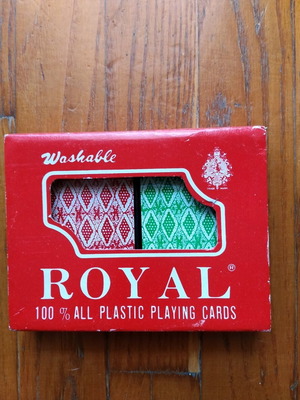 Washable
ROYAL®
100 % ALL PLASTIC PLAYING CARDS